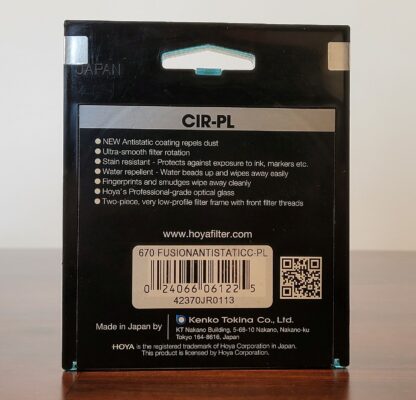 JAPAN
CIR-PL
NEW Antistatic coating repels dust
Ultra-smooth filter rotation
Stain resistant - Protects against exposure to ink, markers etc.
Water repellent - Water beads up and wipes away easily
Fingerprints and smudges wipe away cleanly
Hoya's Professional-grade optical glass
Two-piece, very low-profile filter frame with front filter threads
www.hoyafilter.com
670 FUSIONANTISTATICC-PL
0 24066 06122 5
42370JR0113
Made in Japan by
Kenko Tokina Co., Ltd.
KT Nakano Building, 5-68-10 Nakano, Nakano-ku
Tokyo 164-8616, Japan
HOYA is the registered trademark of Hoya Corporation in Japan.
This product is licensed by Hoya Corporation.